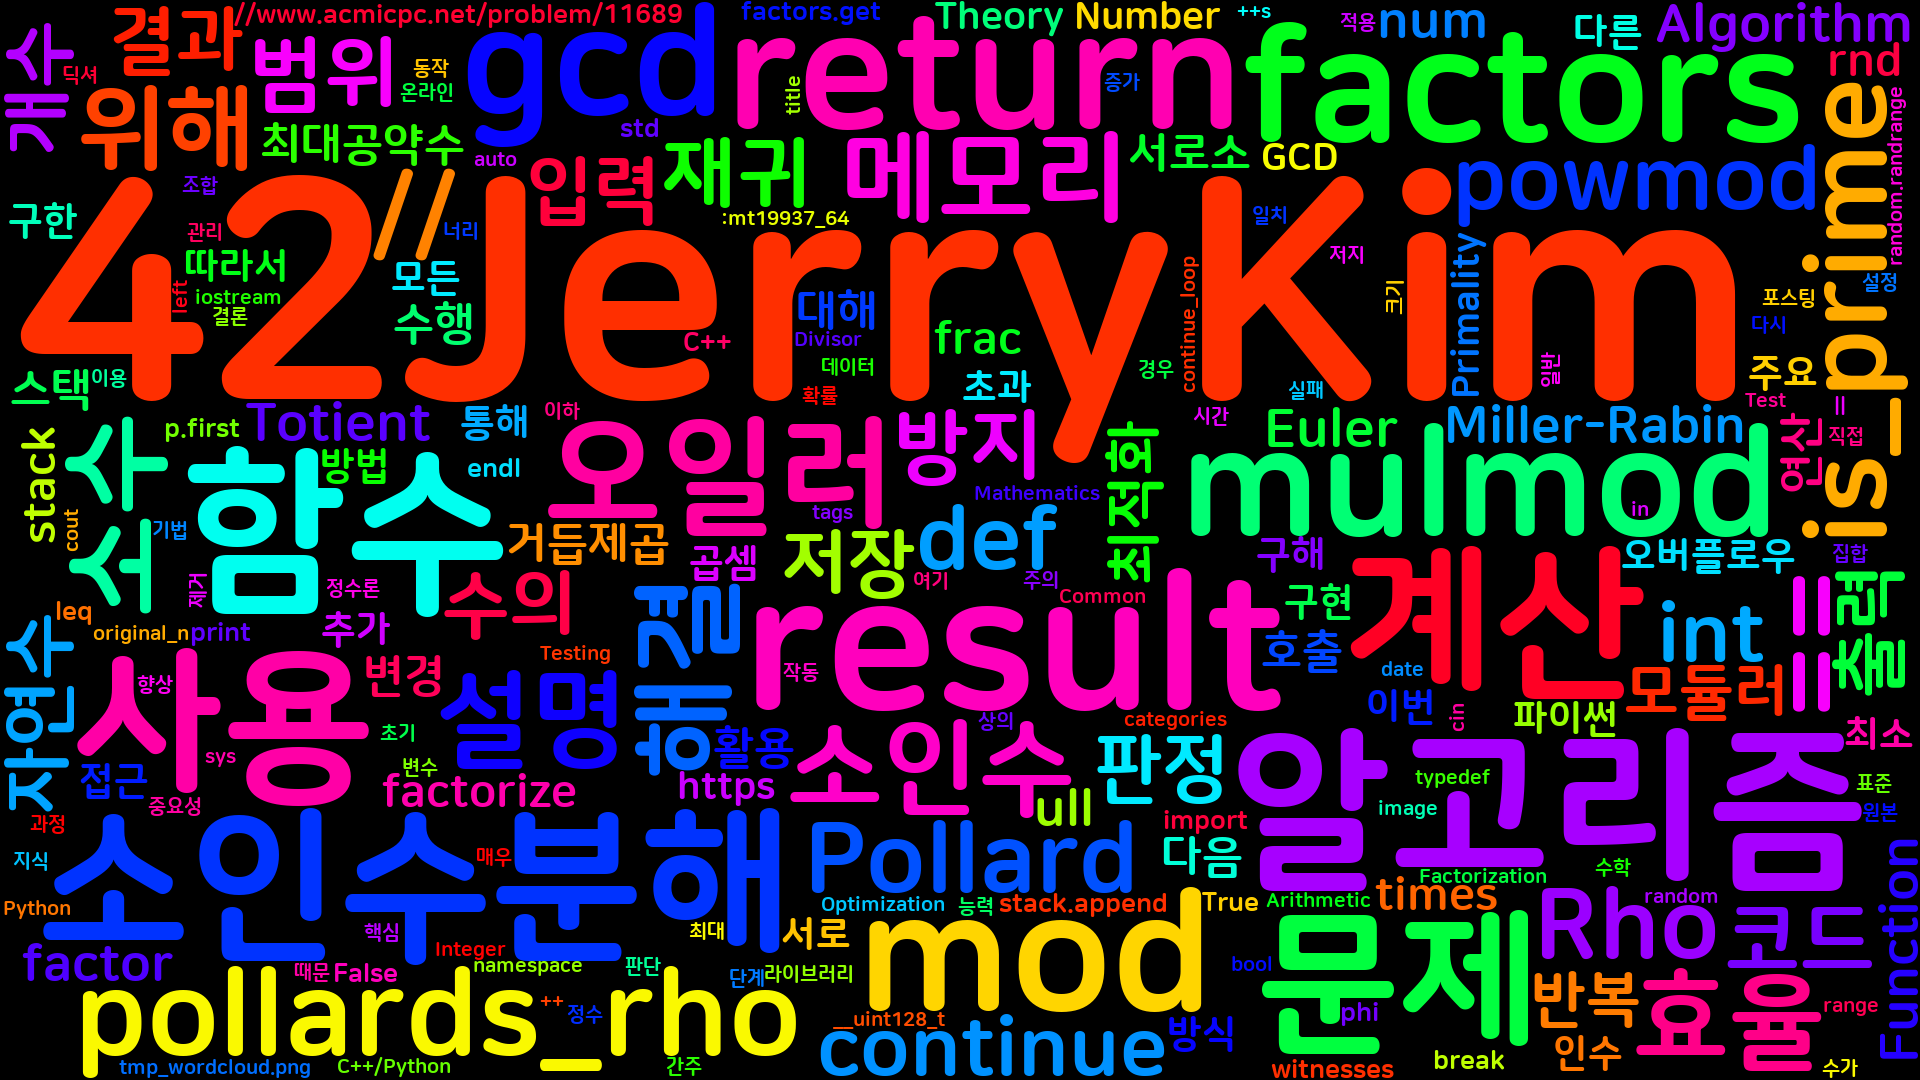 //www.acmicpc.net/problem/11689
factors.get
Theory
Number
++s
적용
num
다른
Algorithm
개수
딕셔
결과
범위
동작
온라인
gcd
return
title
증가
factors
rnd
위해
최대공약수
std
auto
입력
재귀
메모리
서로소
GCD
powmod
is_prime
random.randrange
구한
조합
관리
42JerryKim
//
너리
:mt19937_64
일치
저지
Primality
설정
따라서
iostream
결론
left
모든
수행
C++
대해
Divisor
데이터
확률
frac
초과
경우
continue_loop
크기
실패
일반
포스팅
다시
주요
스택
이용
Totient
p.first
통해
이하
방지
최적화
시간
Euler
Miller-Rabin
Test
||
직접
연산
stack
수
함수
방법
endl
오일러
Mathematics
tags
mulmod
in
cout
서
기법
거듭제곱
곱셈
저장
def
구해
오버플로우
집합
제거
정수론
leq
original_n
print
추가
수의
해결
여기
주의
Common
result
구현
계산
int
==
출력
자연수
사용
향상
변경
Testing
설명
작동
호출
date
이번
cin
파이썬
모듈러
최소
접근
sys
초기
변수
중요성
factorize
활용
https
소인수
상의
categories
판정
알고리즘
typedef
image
표준
원본
과정
지식
소인수분해
매우
ull
import
다음
Pollard
Factorization
수학
Python
핵심
Integer
최대
서로
Optimization
능력
stack.append
True
Arithmetic
times
random
Rho
코드
Function
factor
때문
False
namespace
판단
단계
라이브러리
mod
bool
문제
pollards_rho
++
정수
__uint128_t
phi
반복
효율
range
tmp_wordcloud.png
C++/Python
간주
continue
방식
witnesses
break
인수
수가